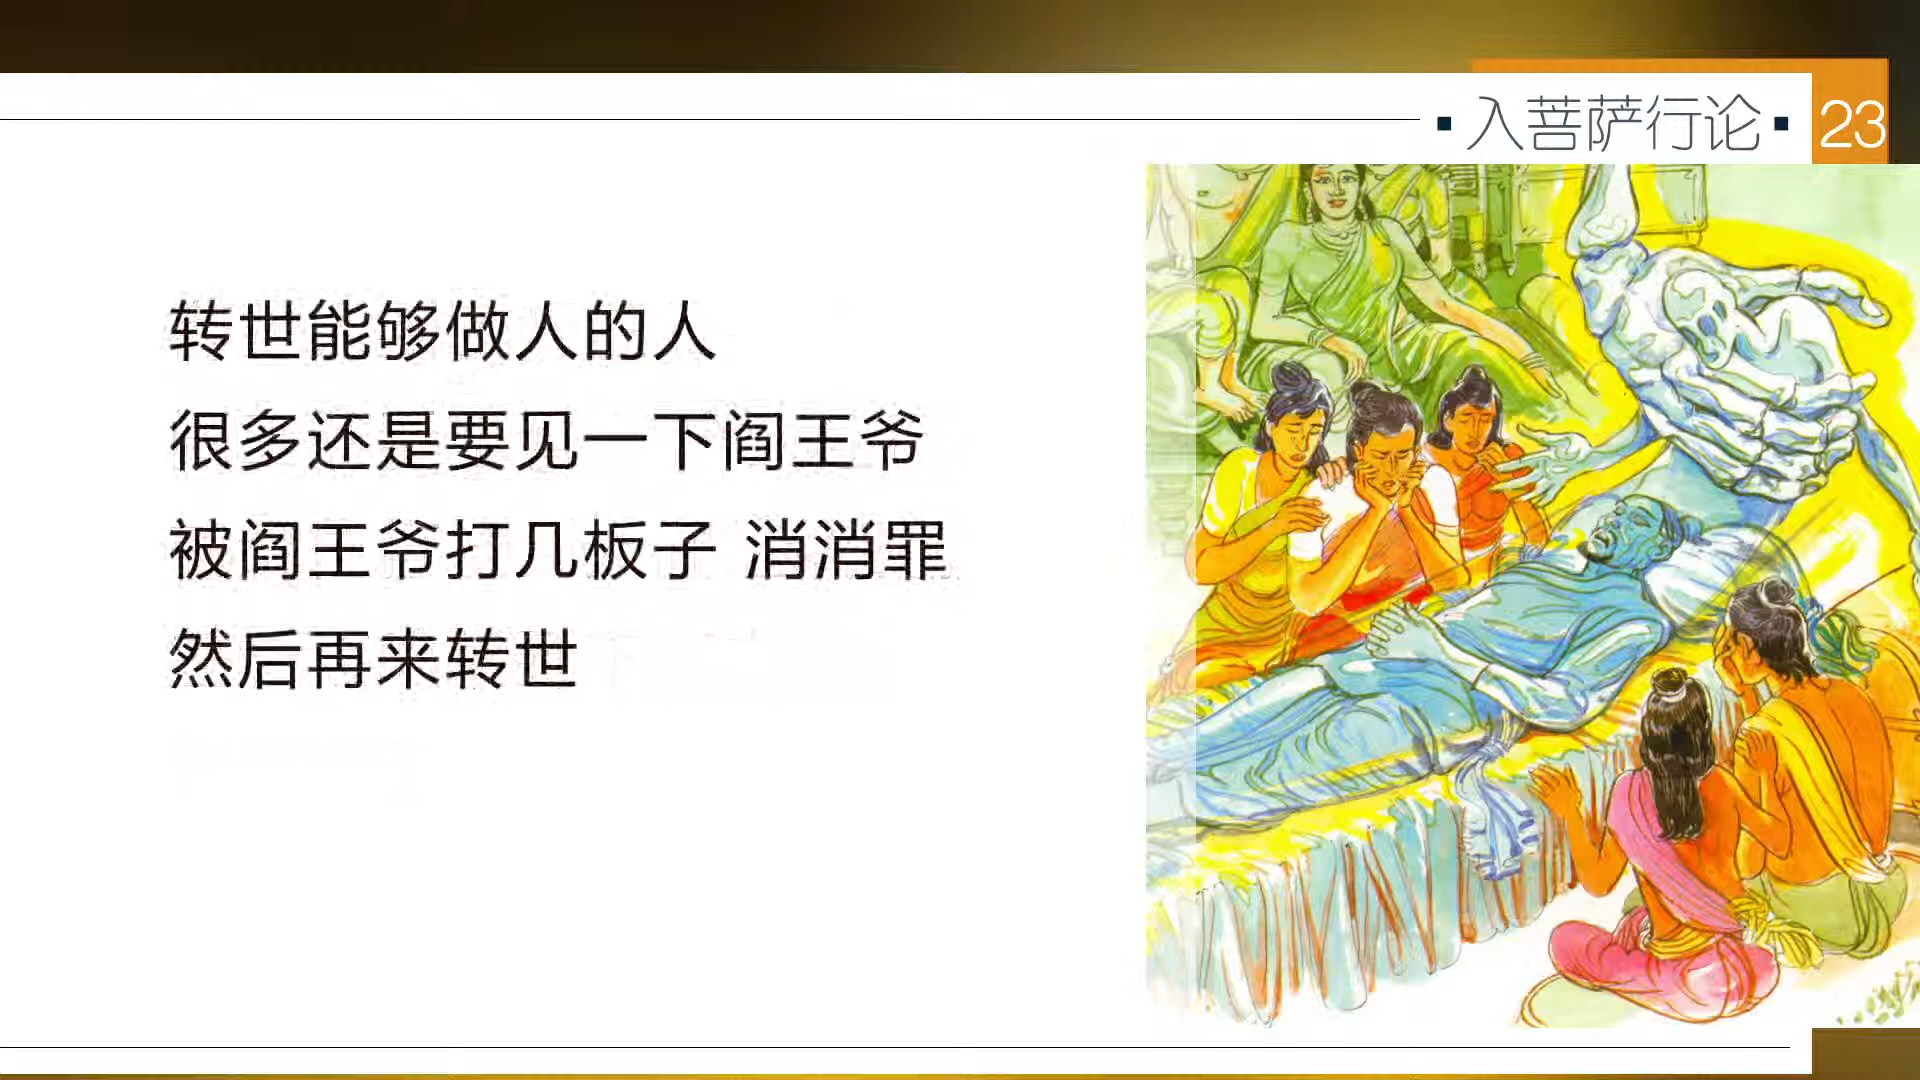 ▪入菩萨行论▪ 23
转世能够做人的人
很多还是要见一下阎王爷
被阎王爷打几板子 消消罪
然后再来转世